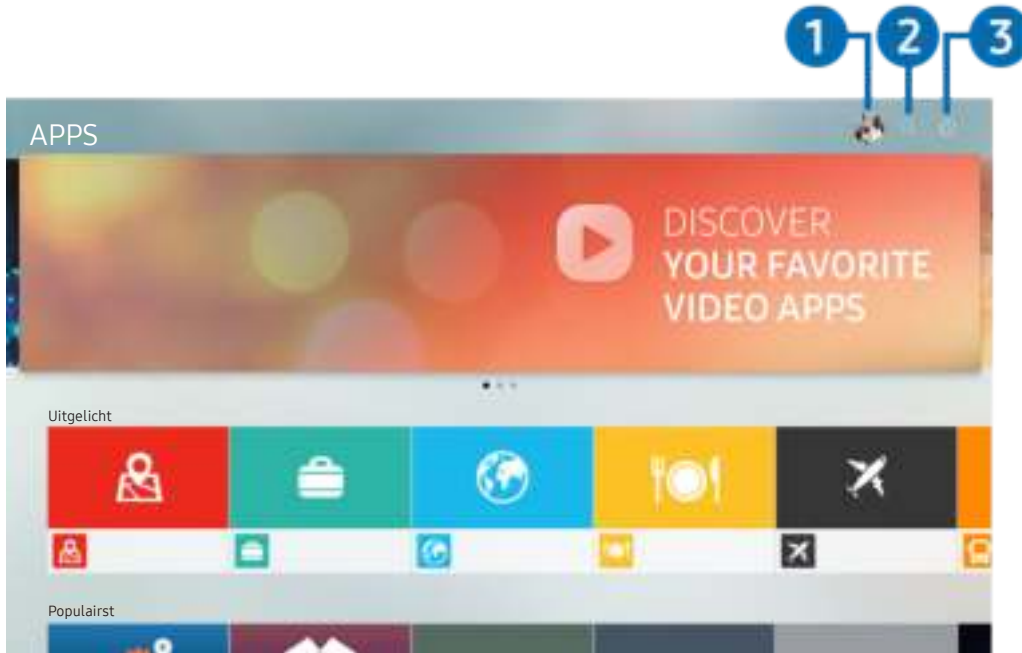 1 2 3
APPS
DISCOVER
YOUR FAVORITE
VIDEO APPS
Uitgelicht
Populairst